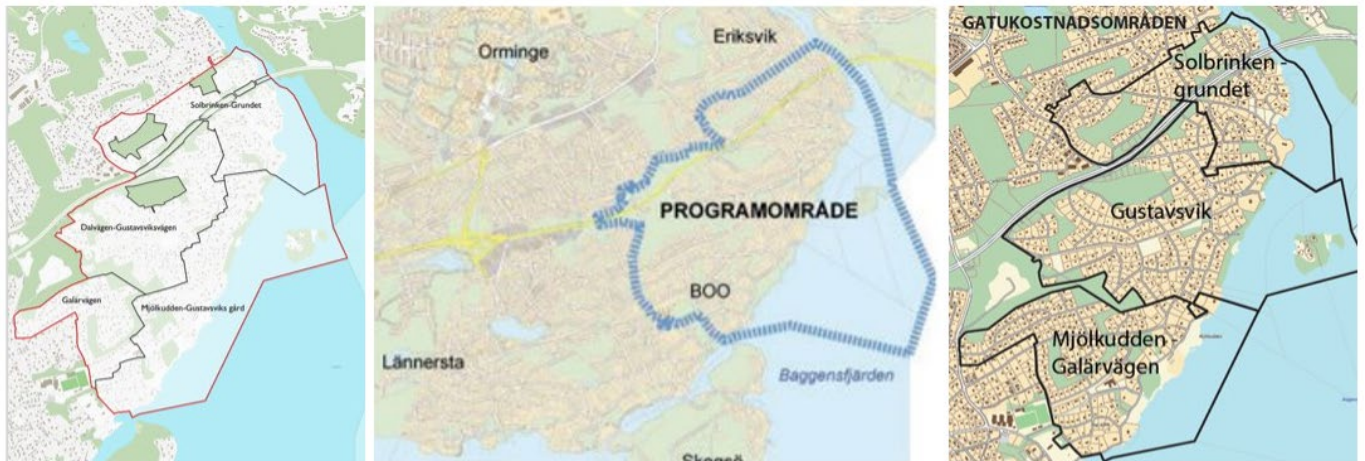 Solbrinken-Grundet
Dalvägen-Gustavsviksvägen
Galärvägen
Mjölkudden-Gustavsviks gård
Orminge
Eriksvik
PROGRAMOMRÅDE
BOO
Lännersta
Baggensfjärden
Skogsö
GATUKOSTNADSOMRÅDEN
Solbrinken -
grundet
Gustavsvik
Mjölkudden -
Galärvägen